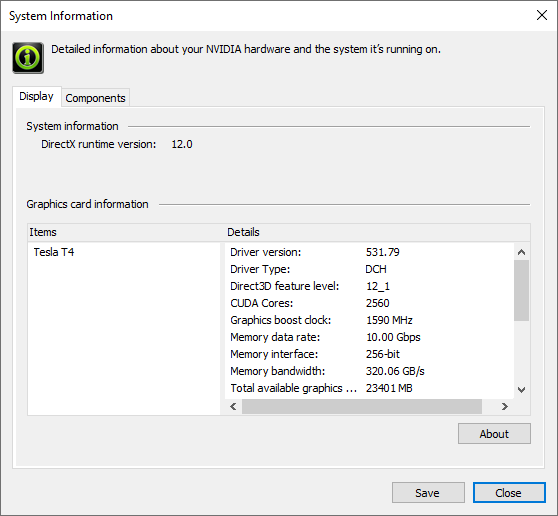 System Information
Detailed information about your NVIDIA hardware and the system it's running on.
Display Components
System information
DirectX runtime version: 12.0
Graphics card information
Items Details
Tesla T4 Driver version: 531.79
Driver Type: DCH
Direct3D feature level: 12_1
CUDA Cores: 2560
Graphics boost clock: 1590 MHz
Memory data rate: 10.00 Gbps
Memory interface: 256-bit
Memory bandwidth: 320.06 GB/s
Total available graphics ... 23401 MB
About
Save Close